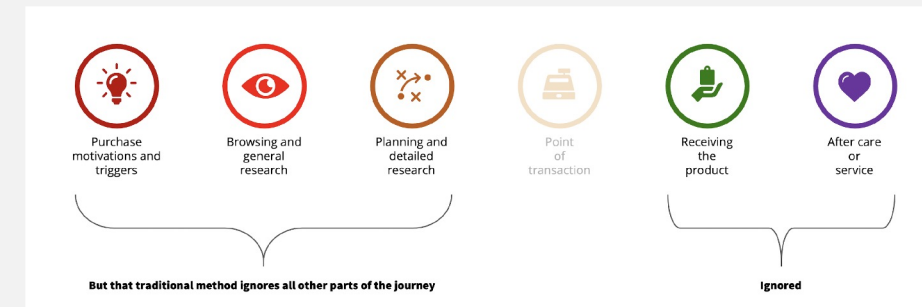 Purchase
motivations and
triggers
Browsing and
general
research
Planning and
detailed
research
Point
of
transaction
Receiving
the
product
After care
or
service
But that traditional method ignores all other parts of the journey
Ignored